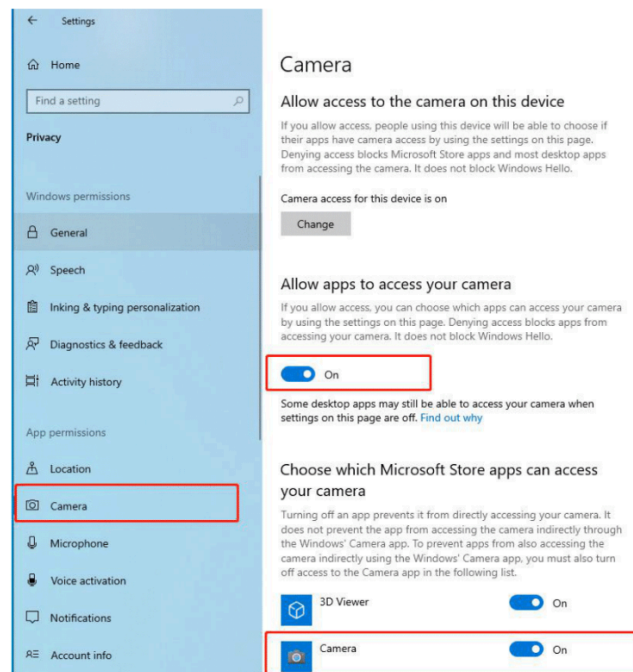 Settings
Home
Find a setting
Privacy
Windows permissions
General
Speech
Inking & typing personalization
Diagnostics & feedback
Activity history
App permissions
Location
Camera
Microphone
Voice activation
Notifications
Account info
Camera
Allow access to the camera on this device
If you allow access, people using this device will be able to choose if
their apps have camera access by using the settings on this page.
Denying access blocks Microsoft Store apps and most desktop apps
from accessing the camera. It does not block Windows Hello.
Camera access for this device is on
Change
Allow apps to access your camera
If you allow access, you can choose which apps can access your camera
by using the settings on this page. Denying access blocks apps from
accessing your camera. It does not block Windows Hello.
On
Some desktop apps may still be able to access your camera when
settings on this page are off. Find out why
Choose which Microsoft Store apps can access
your camera
Turning off an app prevents it from directly accessing your camera. It
does not prevent the app from accessing the camera indirectly through
the Windows' Camera app. To prevent apps from also accessing the
camera indirectly using the Windows' Camera app, you must also turn
off access to the Camera app in the following list.
3D Viewer On
Camera On